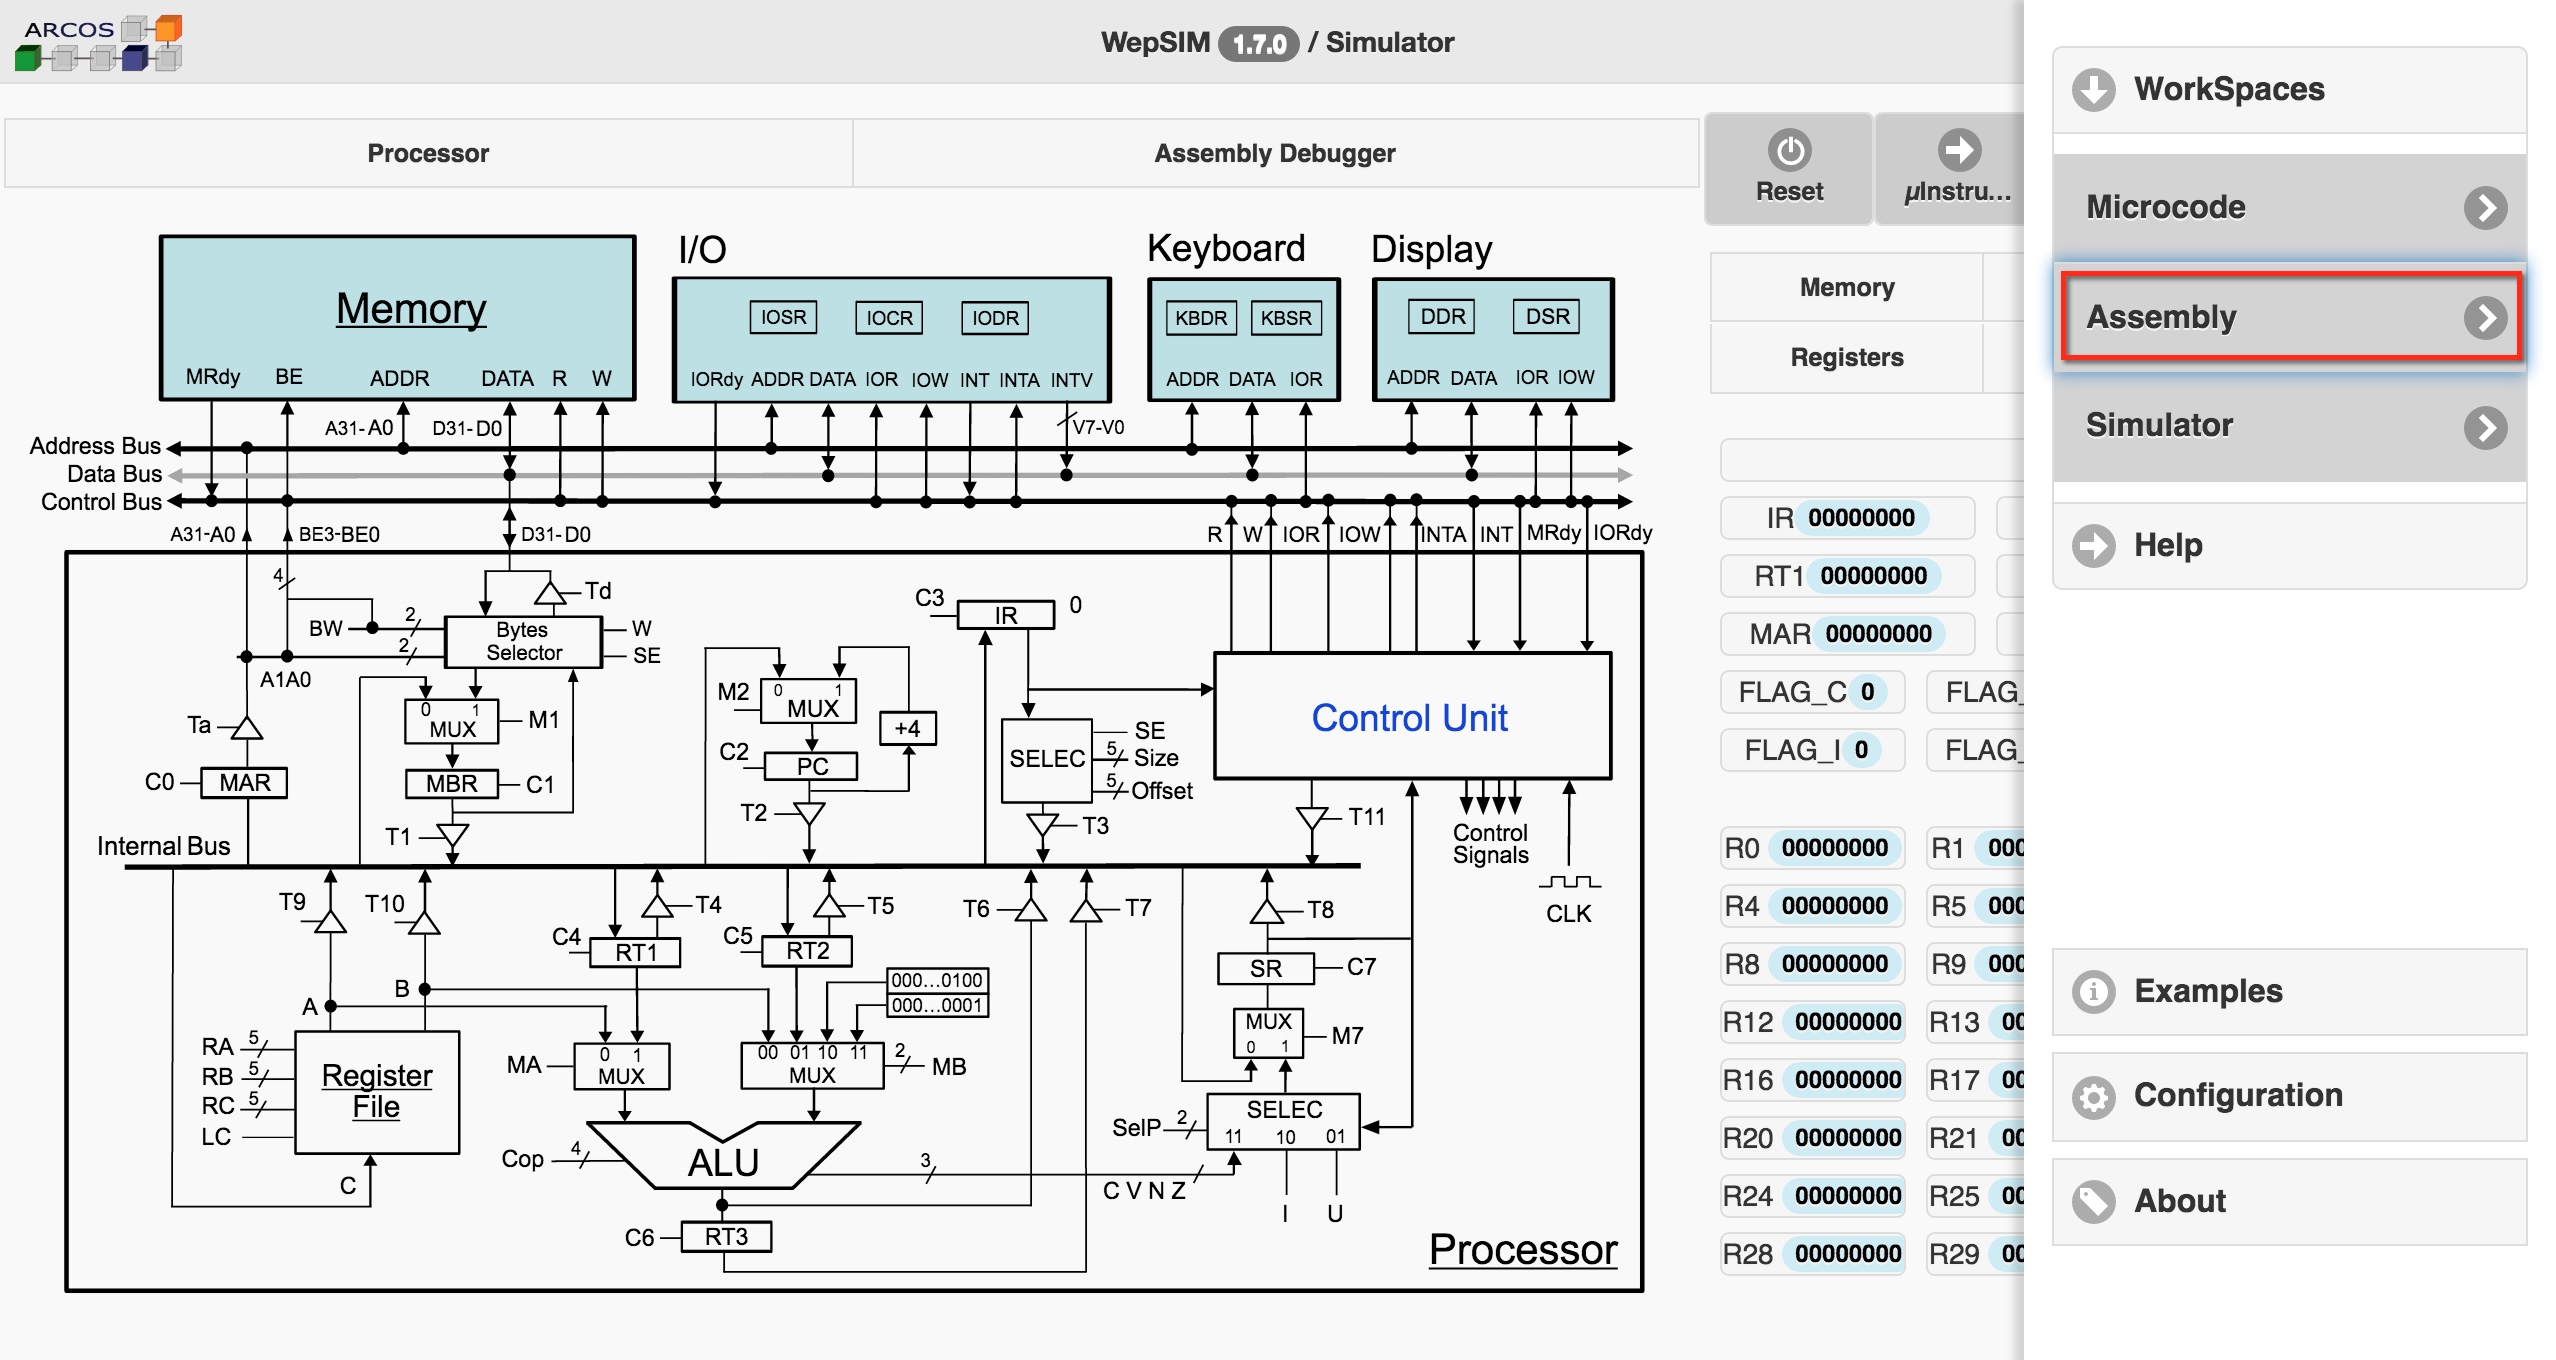 ARCOS
WepSIM 1.7.0 / Simulator
Processor
Assembly Debugger
Reset
µInstru...
WorkSpaces
Microcode
Assembly
Simulator
Help
Examples
Configuration
About
Memory
Registers
I/O
Keyboard
Display
Memory
IOSR IOCR IODR
KBDR KBSR
DDR DSR
MRdy BE ADDR DATA R W
IORdy ADDR DATA IOR IOW INT INTA INTV
ADDR DATA IOR
ADDR DATA IOR IOW
A31-A0 D31-D0
V7-V0
Address Bus
Data Bus
Control Bus
A31-A0 BE3-BE0 D31-D0
R W IOR IOW INTA INT MRdy IORdy
4
Td
BW 2
2
Bytes
Selector
W
SE
A1A0
C3 IR 0
Ta
0 1
MUX
M1
M2
0 1
MUX
+4
C2 PC
C0 MAR
MBR C1
SELEC
SE
5 Size
5 Offset
Control Unit
T1
T2
T3
T11
Control
Signals
CLK
Internal Bus
T9 T10 T4 T5 T6 T7 T8
C4 RT1
C5 RT2
SR C7
000...0100
000...0001
A B
RA 5
RB 5
RC 5
LC
Register
File
C
MA
0 1
MUX
00 01 10 11
MUX
2 MB
MUX
0 1
M7
SelP 2
SELEC
11 10 01
Cop 4
ALU
3
C V N Z
I U
C6 RT3
Processor
IR 00000000
RT1 00000000
MAR 00000000
FLAG_C 0 FLAG_
FLAG_I 0 FLAG_
R0 00000000 R1 000
R4 00000000 R5 000
R8 00000000 R9 000
R12 00000000 R13 00
R16 00000000 R17 00
R20 00000000 R21 00
R24 00000000 R25 00
R28 00000000 R29 00